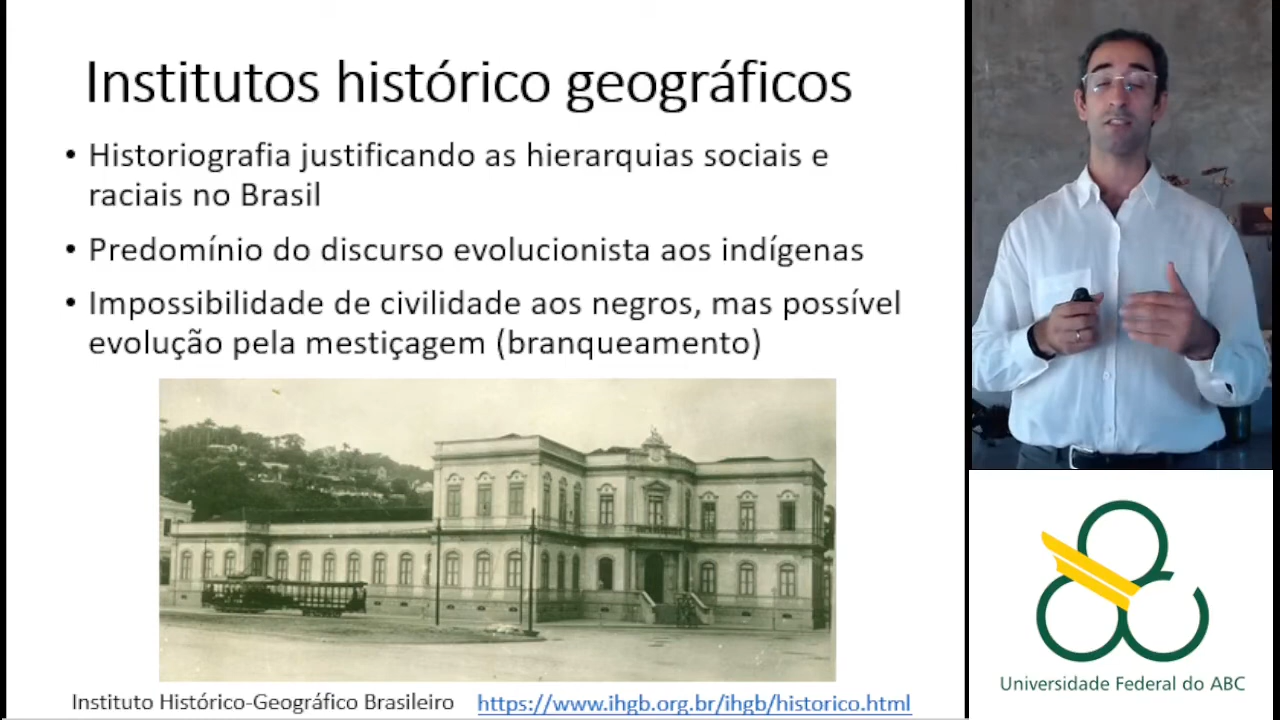 Institutos histórico geográficos
• Historiografia justificando as hierarquias sociais e
raciais no Brasil
• Predomínio do discurso evolucionista aos indígenas
• Impossibilidade de civilidade aos negros, mas possível
evolução pela mestiçagem (branqueamento)
Instituto Histórico-Geográfico Brasileiro https://www.ihgb.org.br/ihgb/historico.html
Universidade Federal do ABC